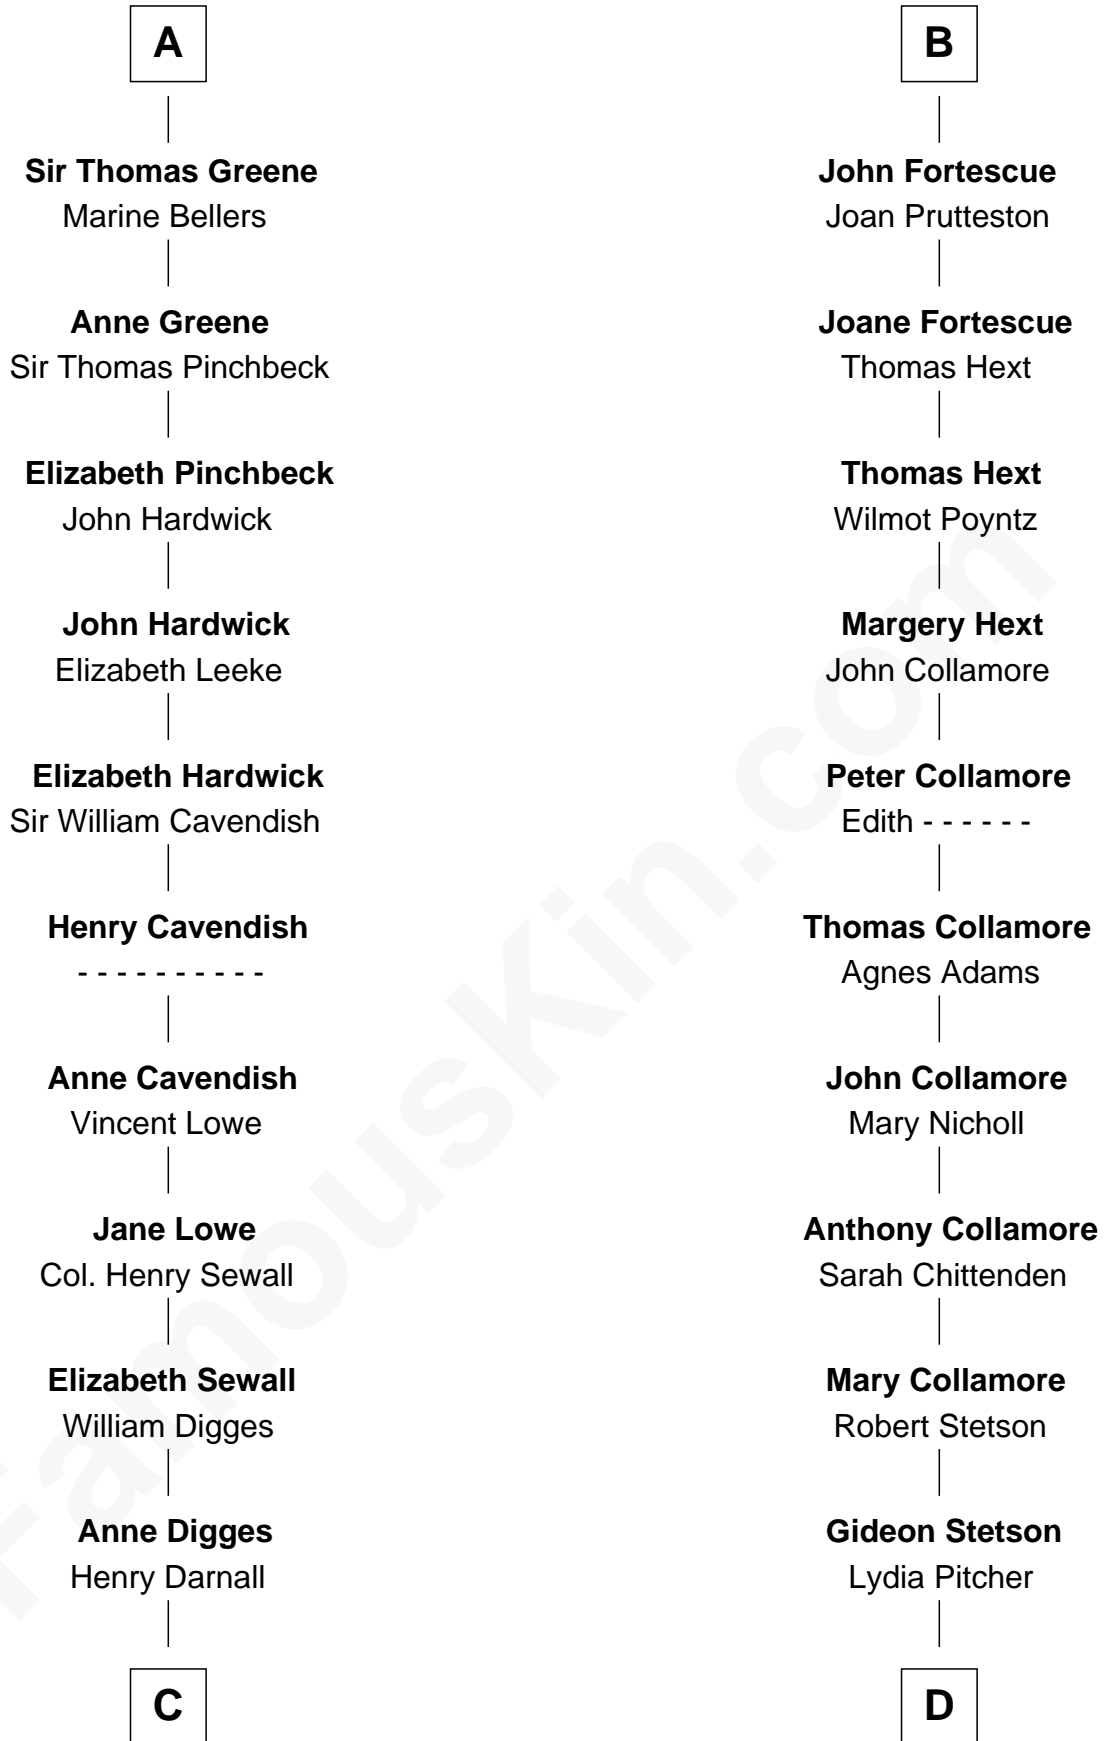 A
Sir Thomas Greene
Marine Bellers
Anne Greene
Sir Thomas Pinchbeck
Elizabeth Pinchbeck
John Hardwick
John Hardwick
Elizabeth Leeke
Elizabeth Hardwick
Sir William Cavendish
Henry Cavendish
- - - - - - - - - -
Anne Cavendish
Vincent Lowe
Jane Lowe
Col. Henry Sewall
Elizabeth Sewall
William Digges
Anne Digges
Henry Darnall
C
B
John Fortescue
Joan Prutteston
Joane Fortescue
Thomas Hext
Thomas Hext
Wilmot Poyntz
Margery Hext
John Collamore
Peter Collamore
Edith - - - - - -
Thomas Collamore
Agnes Adams
John Collamore
Mary Nicholl
Anthony Collamore
Sarah Chittenden
Mary Collamore
Robert Stetson
Gideon Stetson
Lydia Pitcher
D
FamousKin.com